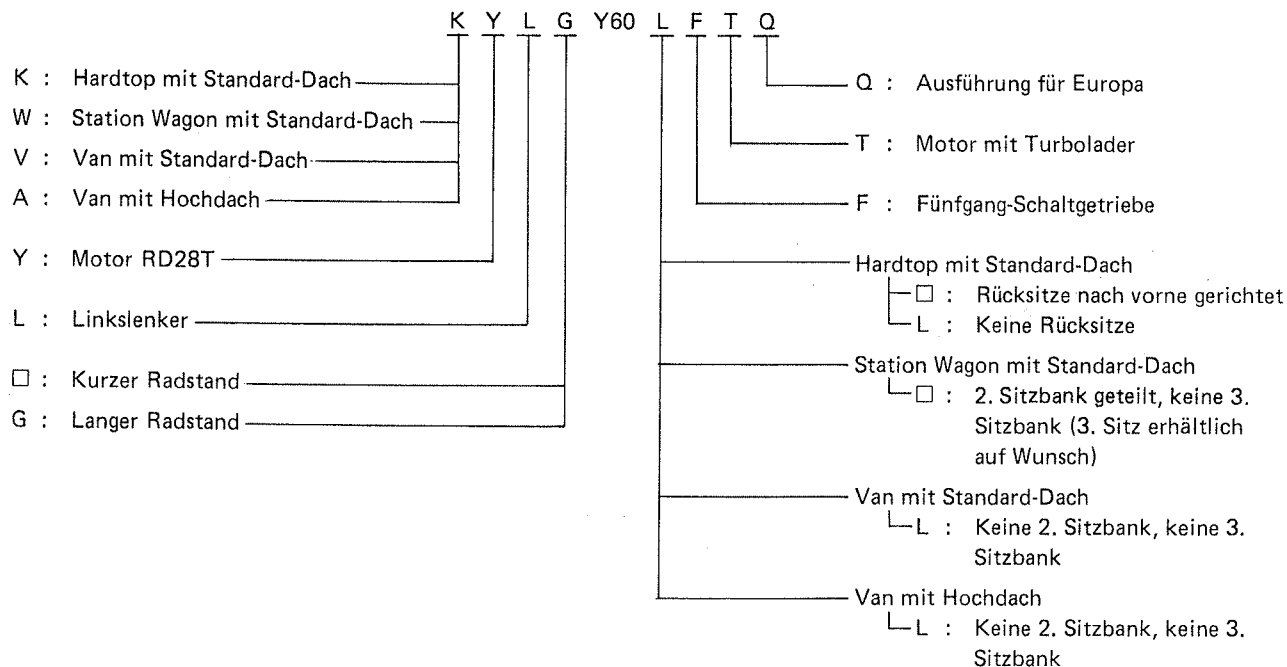 K Y L G Y60 L F T Q
K : Hardtop mit Standard-Dach
W : Station Wagon mit Standard-Dach
V : Van mit Standard-Dach
A : Van mit Hochdach
Y : Motor RD28T
L : Linkslenker
□ : Kurzer Radstand
G : Langer Radstand
Q : Ausführung für Europa
T : Motor mit Turbolader
F : Fünfgang-Schaltgetriebe
Hardtop mit Standard-Dach
□ : Rücksitze nach vorne gerichtet
L : Keine Rücksitze
Station Wagon mit Standard-Dach
□ : 2. Sitzbank geteilt, keine 3.
Sitzbank (3. Sitz erhältlich
auf Wunsch)
Van mit Standard-Dach
L : Keine 2. Sitzbank, keine 3.
Sitzbank
Van mit Hochdach
L : Keine 2. Sitzbank, keine 3.
Sitzbank